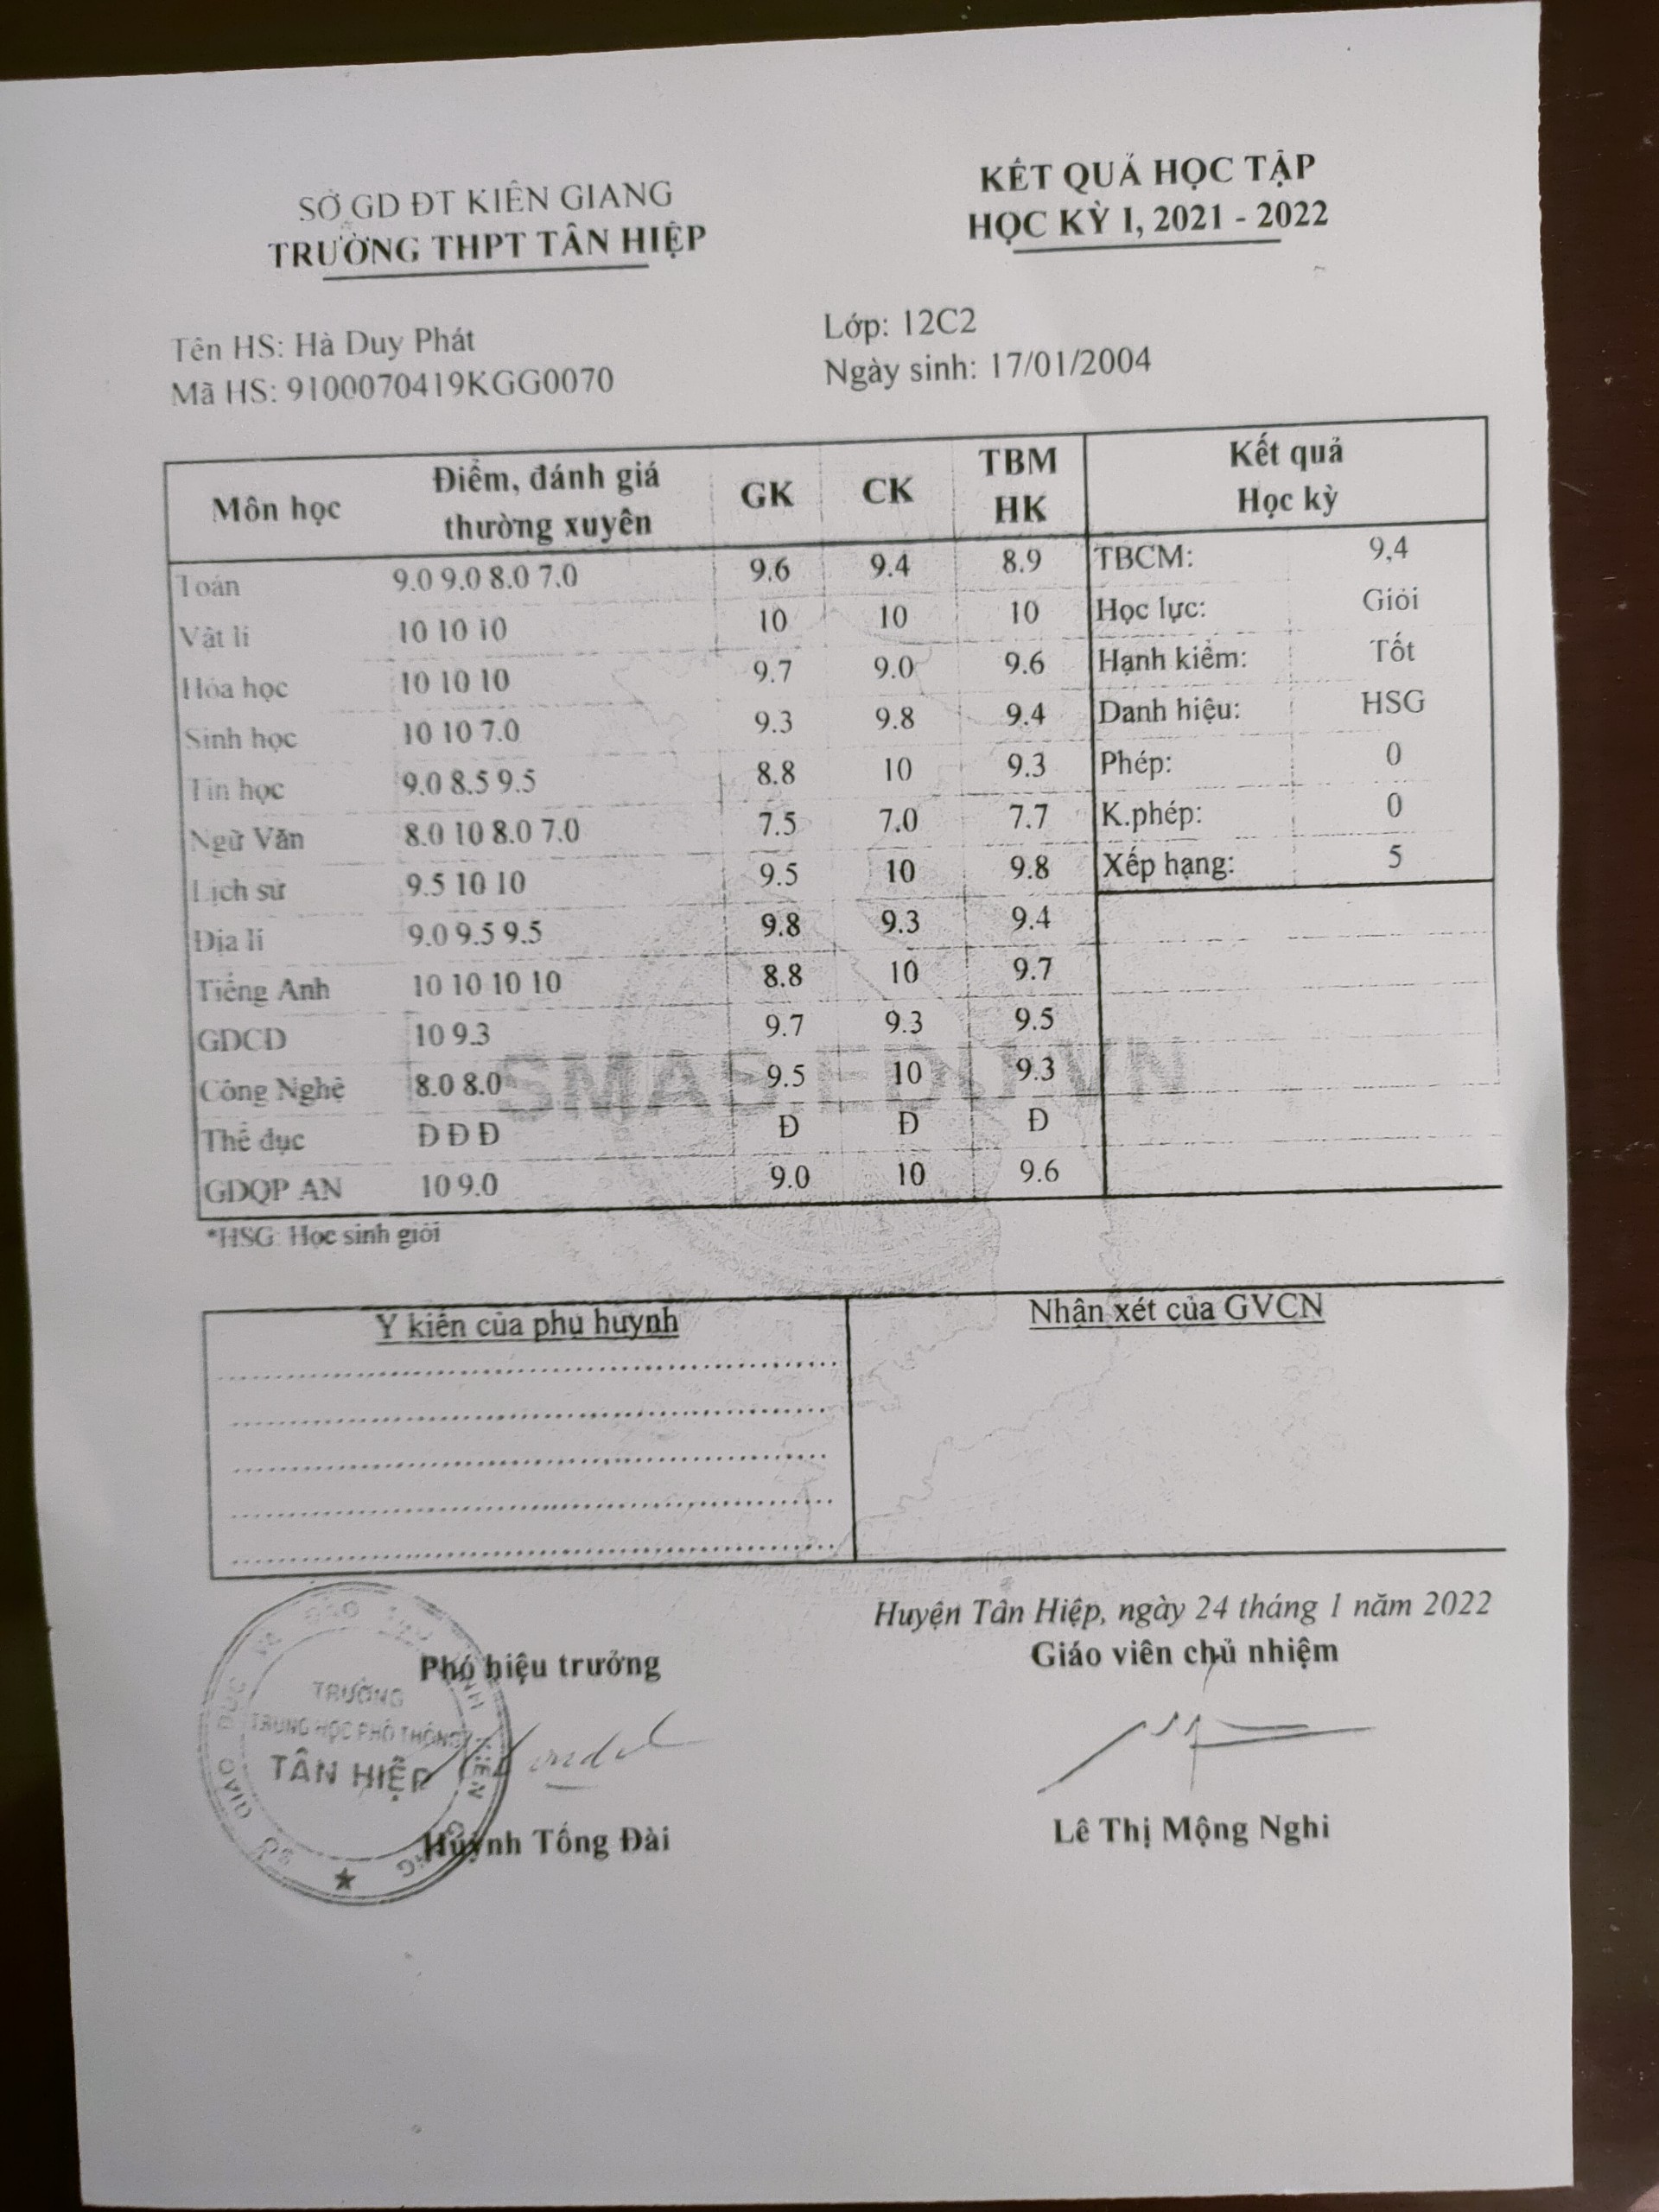 SỞ GD ĐT KIÊN GIANG
TRƯỜNG THPT TÂN HIỆP
KẾT QUẢ HỌC TẬP
HỌC KỲ I, 2021 - 2022
Tên HS: Hà Duy Phát
Mã HS: 9100070419KGG0070
Lớp: 12C2
Ngày sinh: 17/01/2004
Môn học Điểm, đánh giá thường xuyên GK CK TBM HK Kết quả Học kỳ
Toán 9.0 9.0 8.0 7.0 9.6 9.4 8.9 TBCM: 9,4
Vật lí 10 10 10 10 10 10 Học lực: Giỏi
Hóa học 10 10 10 9.7 9.0 9.6 Hạnh kiểm: Tốt
Sinh học 10 10 7.0 9.3 9.8 9.4 Danh hiệu: HSG
Tin học 9.0 8.5 9.5 8.8 10 9.3 Phép: 0
Ngữ Văn 8.0 10 8.0 7.0 7.5 7.0 7.7 K.phép: 0
Lịch sử 9.5 10 10 9.5 10 9.8 Xếp hạng: 5
Địa lí 9.0 9.5 9.5 9.8 9.3 9.4
Tiếng Anh 10 10 10 10 8.8 10 9.7
GDCD 10 9.3 9.7 9.3 9.5
Công Nghệ 8.0 8.0 9.5 10 9.3
SMAS.EDU.VN
Thể dục Đ Đ Đ Đ Đ Đ
GDQP AN 10 9.0 9.0 10 9.6
*HSG: Học sinh giỏi
Ý kiến của phụ huynh
Nhận xét của GVCN
Huyện Tân Hiệp, ngày 24 tháng 1 năm 2022
Phó hiệu trưởng
Giáo viên chủ nhiệm
TRƯỜNG
TRUNG HỌC PHỔ THÔNG
TÂN HIỆP
Huỳnh Tống Đài
Lê Thị Mộng Nghi